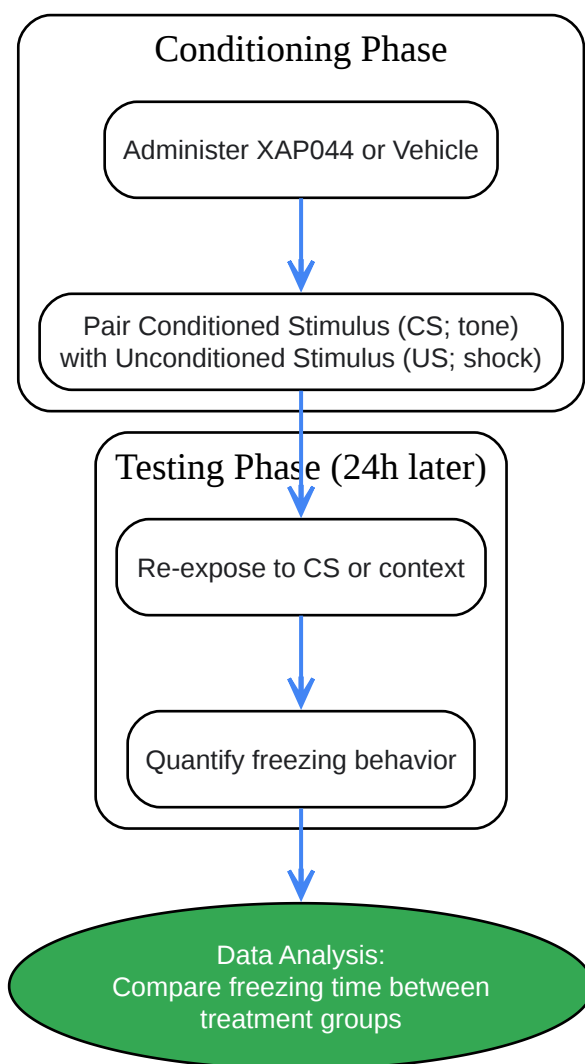 Conditioning Phase
Administer XAP044 or Vehicle
Pair Conditioned Stimulus (CS; tone)
with Unconditioned Stimulus (US; shock)
Testing Phase (24h later)
Re-expose to CS or context
Quantify freezing behavior
Data Analysis:
Compare freezing time between
treatment groups